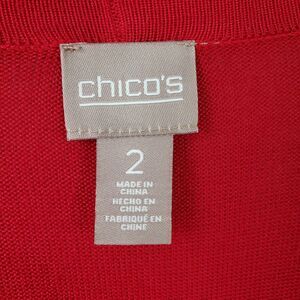 chico's
2
MADE IN
CHINA
HECHO EN
CHINA
FABRIQUÉ EN
CHINE